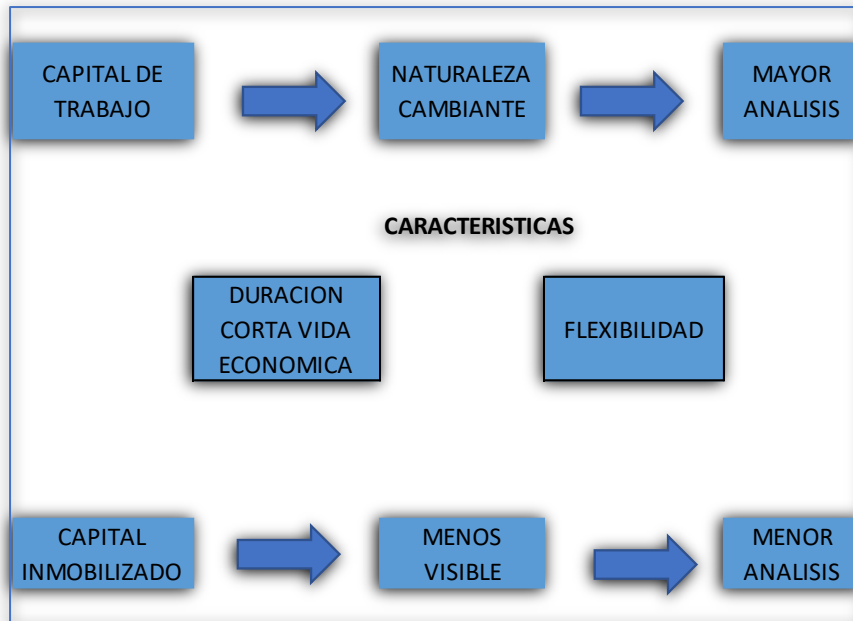 CAPITAL DE
TRABAJO
NATURALEZA
CAMBIANTE
MAYOR
ANALISIS
CARACTERISTICAS
DURACION
CORTA VIDA
ECONOMICA
FLEXIBILIDAD
CAPITAL
INMOBILIZADO
MENOS
VISIBLE
MENOR
ANALISIS